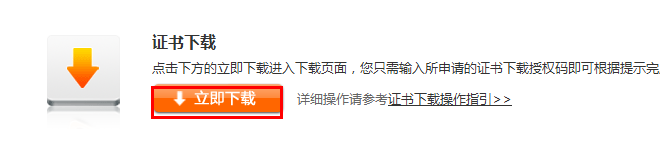 证书下载
点击下方的立即下载进入下载页面，您只需输入所申请的证书下载授权码即可根据提示完
立即下载 详细操作请参考证书下载操作指引>>